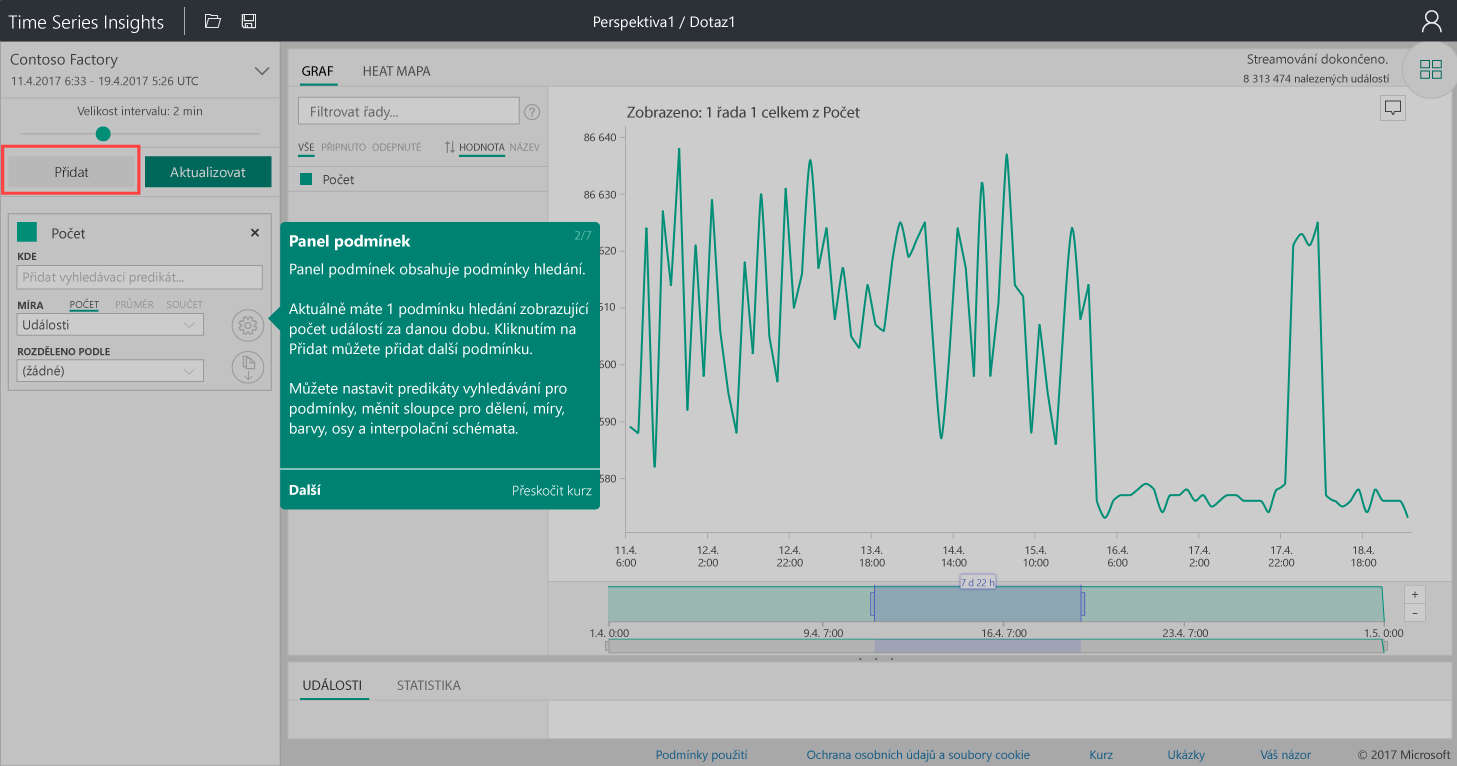 Time Series Insights
Perspektiva1 / Dotaz1
Contoso Factory
11.4.2017 6:33 - 19.4.2017 5:26 UTC
Velikost intervalu: 2 min
Přidat
Aktualizovat
Počet
KDE
Přidat vyhledávací predikát...
MÍRA POČET PRŮMĚR SOUČET
Události
ROZDĚLENO PODLE
(žádné)
GRAF HEAT MAPA
Streamování dokončeno.
8 313 474 nalezených událostí
Filtrovat řady...
?
VŠE PŘIPNUTO ODEPNUTÉ HODNOTA NÁZEV
Počet
Panel podmínek 2/7
Panel podmínek obsahuje podmínky hledání.
Aktuálně máte 1 podmínku hledání zobrazující
počet událostí za danou dobu. Kliknutím na
Přidat můžete přidat další podmínku.
Můžete nastavit predikáty vyhledávání pro
podmínky, měnit sloupce pro dělení, míry,
barvy, osy a interpolační schémata.
Další Přeskočit kurz
Zobrazeno: 1 řada 1 celkem z Počet
86 640
86 630
620
610
600
590
580
11.4. 12.4. 12.4. 13.4. 14.4. 15.4. 16.4. 17.4. 17.4. 18.4.
6:00 2:00 22:00 18:00 14:00 10:00 6:00 2:00 22:00 18:00
7 d 22 h
+
-
1.4. 0:00 9.4. 7:00 16.4. 7:00 23.4. 7:00 1.5. 0:00
UDÁLOSTI STATISTIKA
Podmínky použití Ochrana osobních údajů a soubory cookie Kurz Ukázky Váš názor © 2017 Microsoft